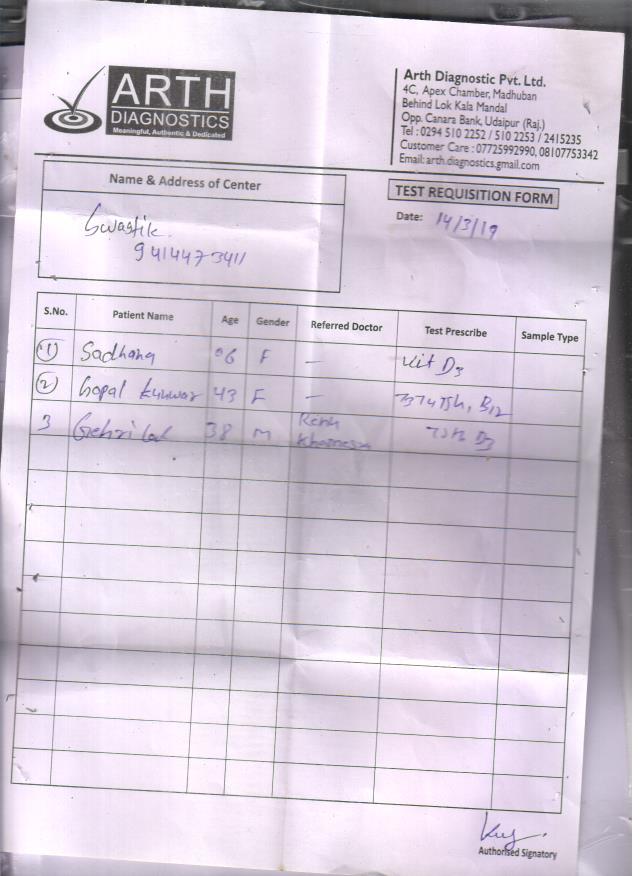 ARTH
DIAGNOSTICS
Meaningful, Authentic & Dedicated
Arth Diagnostic Pvt. Ltd.
4C, Apex Chamber, Madhuban
Behind Lok Kala Mandal
Opp. Canara Bank, Udaipur (Raj.)
Tel : 0294 510 2252 / 510 2253 / 2415235
Customer Care : 07725992990, 08107753342
Email: arth.diagnostics.gmail.com
Name & Address of Center
TEST REQUISITION FORM
Swastik
9414473411
Date: 14/3/19
S.No. Patient Name Age Gender Referred Doctor Test Prescribe Sample Type
(1) Sadhana 06 F - Vit D3
(2) Gopal Kunwar 43 F - T3T4TSH, B12
3 Gehrilal 38 M D3
Authorised Signatory